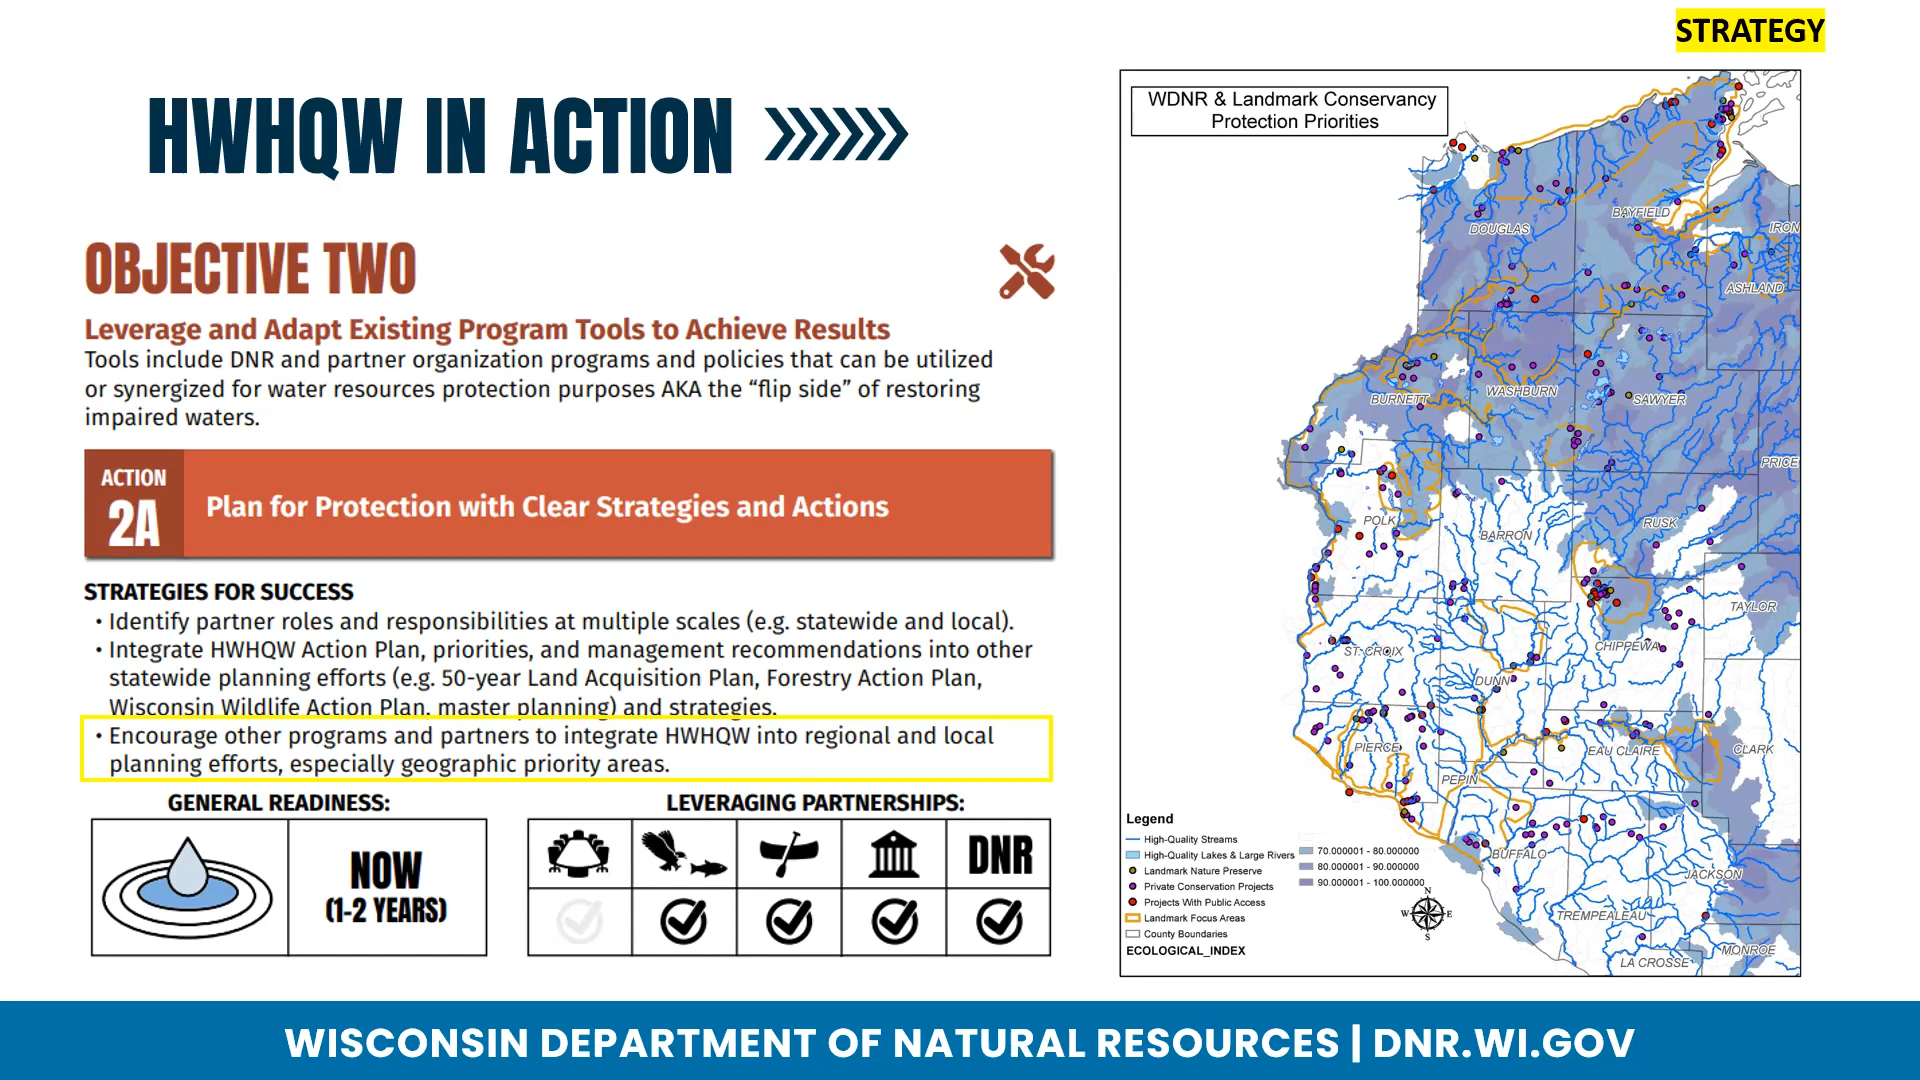 STRATEGY
HWHQW IN ACTION
OBJECTIVE TWO
Leverage and Adapt Existing Program Tools to Achieve Results
Tools include DNR and partner organization programs and policies that can be utilized
or synergized for water resources protection purposes AKA the “flip side” of restoring
impaired waters.
ACTION
2A
Plan for Protection with Clear Strategies and Actions
STRATEGIES FOR SUCCESS
• Identify partner roles and responsibilities at multiple scales (e.g. statewide and local).
• Integrate HWHQW Action Plan, priorities, and management recommendations into other
statewide planning efforts (e.g. 50-year Land Acquisition Plan, Forestry Action Plan,
Wisconsin Wildlife Action Plan, master planning) and strategies.
• Encourage other programs and partners to integrate HWHQW into regional and local
planning efforts, especially geographic priority areas.
GENERAL READINESS:
NOW
(1-2 YEARS)
LEVERAGING PARTNERSHIPS:
DNR
WDNR & Landmark Conservancy
Protection Priorities
BAYFIELD
DOUGLAS
IRON
ASHLAND
BURNETT
WASHBURN
SAWYER
PRICE
POLK
BARRON
RUSK
TAYLOR
ST. CROIX
CHIPPEWA
DUNN
PIERCE
EAU CLAIRE
CLARK
PEPIN
BUFFALO
JACKSON
TREMPEALEAU
MONROE
LA CROSSE
Legend
High-Quality Streams
High-Quality Lakes & Large Rivers
Landmark Nature Preserve
Private Conservation Projects
Projects With Public Access
Landmark Focus Areas
County Boundaries
ECOLOGICAL_INDEX
70.000001 - 80.000000
80.000001 - 90.000000
90.000001 - 100.000000
N
W E
S
WISCONSIN DEPARTMENT OF NATURAL RESOURCES | DNR.WI.GOV